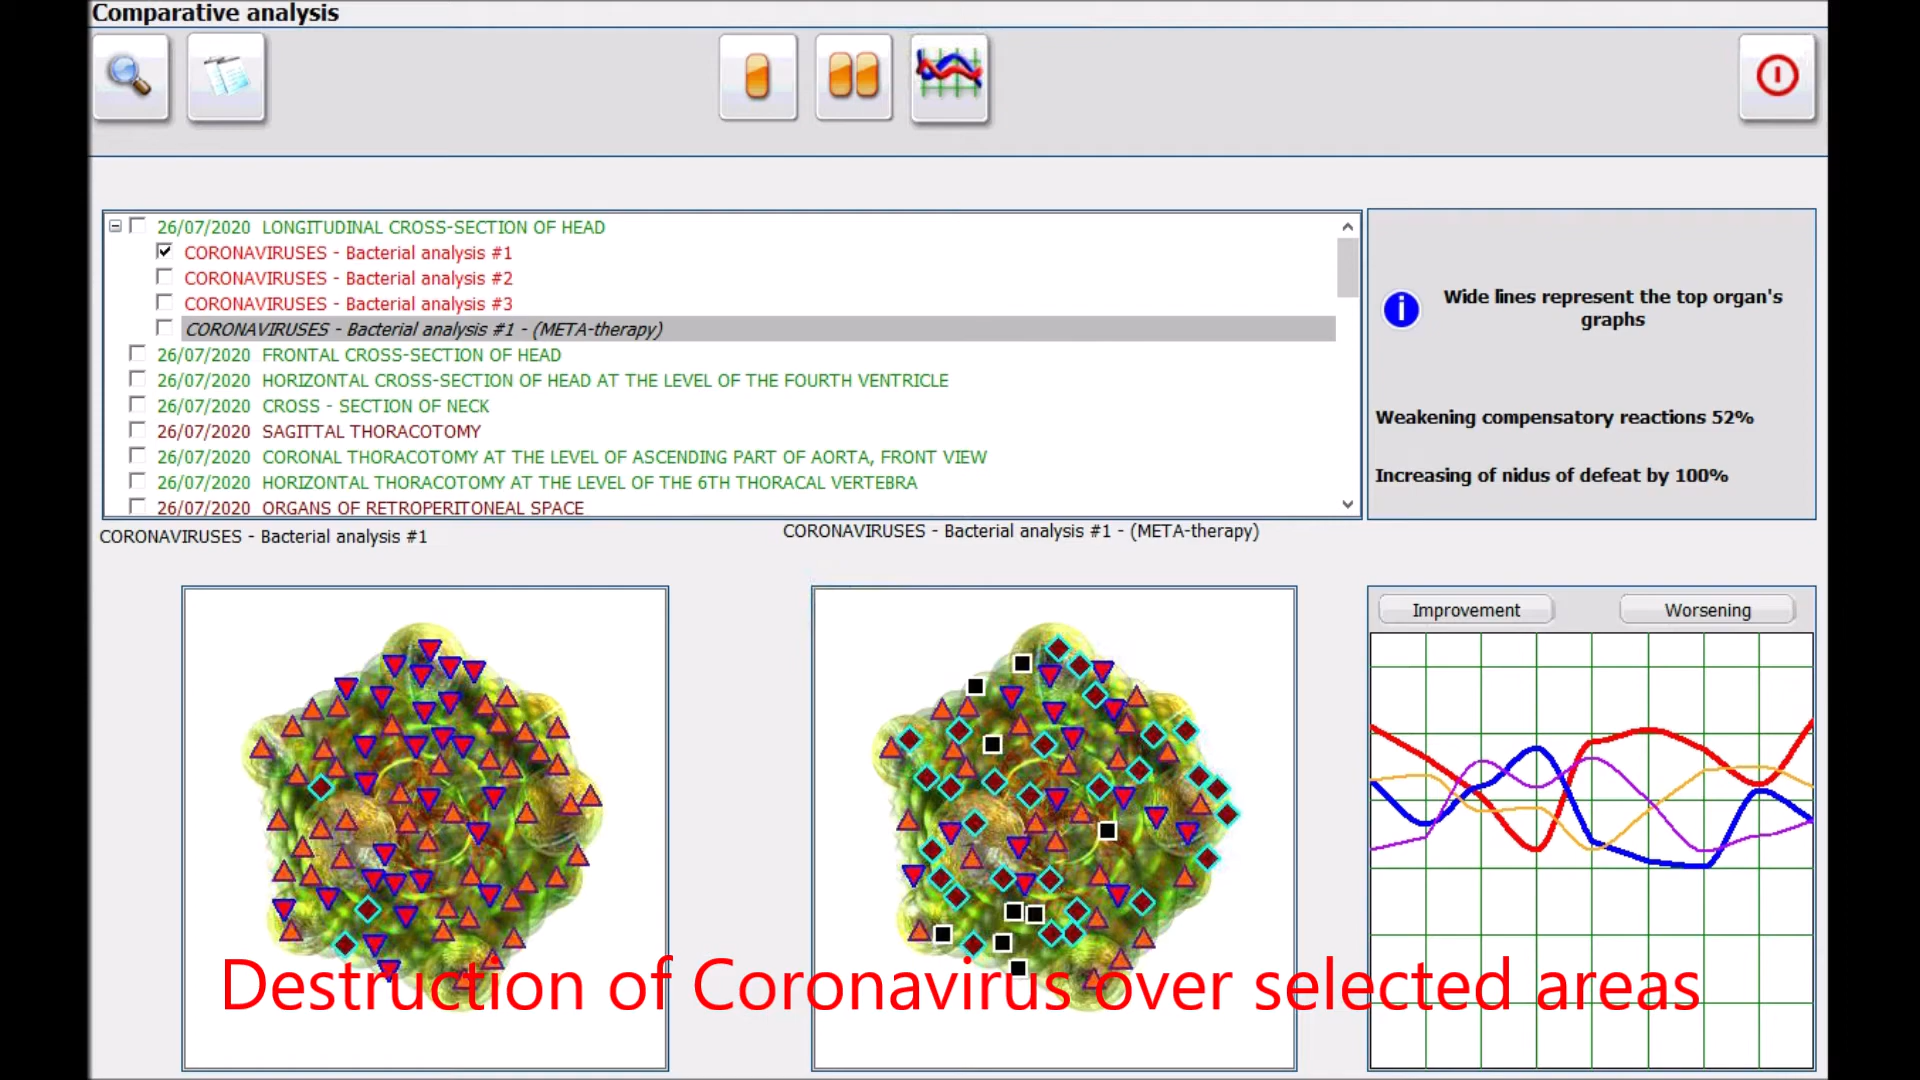 Comparative analysis
26/07/2020 LONGITUDINAL CROSS-SECTION OF HEAD
CORONAVIRUSES - Bacterial analysis #1
CORONAVIRUSES - Bacterial analysis #2
CORONAVIRUSES - Bacterial analysis #3
CORONAVIRUSES - Bacterial analysis #1 - (META-therapy)
26/07/2020 FRONTAL CROSS-SECTION OF HEAD
26/07/2020 HORIZONTAL CROSS-SECTION OF HEAD AT THE LEVEL OF THE FOURTH VENTRICLE
26/07/2020 CROSS - SECTION OF NECK
26/07/2020 SAGITTAL THORACOTOMY
26/07/2020 CORONAL THORACOTOMY AT THE LEVEL OF ASCENDING PART OF AORTA, FRONT VIEW
26/07/2020 HORIZONTAL THORACOTOMY AT THE LEVEL OF THE 6TH THORACAL VERTEBRA
26/07/2020 ORGANS OF RETROPERITONEAL SPACE
Wide lines represent the top organ's
graphs
Weakening compensatory reactions 52%
Increasing of nidus of defeat by 100%
CORONAVIRUSES - Bacterial analysis #1
CORONAVIRUSES - Bacterial analysis #1 - (META-therapy)
Improvement
Worsening
Destruction of Coronavirus over selected areas